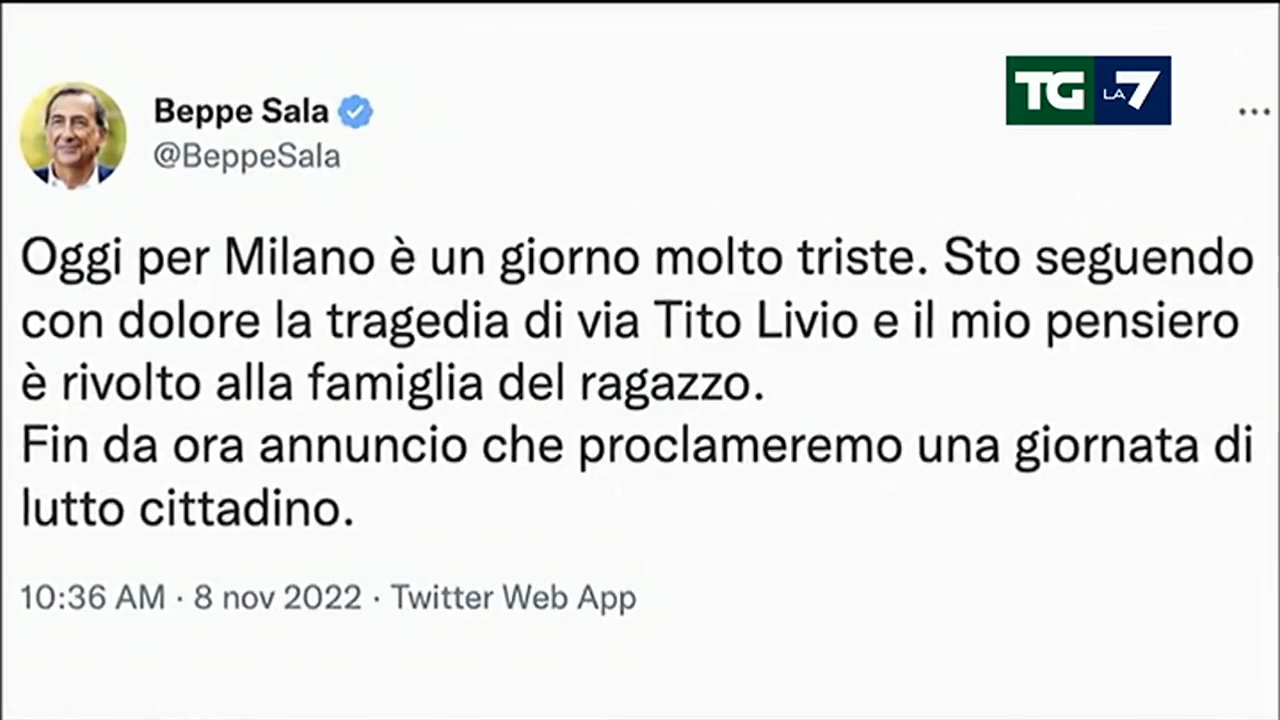 TG LA7
Beppe Sala
@BeppeSala
Oggi per Milano è un giorno molto triste. Sto seguendo
con dolore la tragedia di via Tito Livio e il mio pensiero
è rivolto alla famiglia del ragazzo.
Fin da ora annuncio che proclameremo una giornata di
lutto cittadino.
10:36 AM · 8 nov 2022 · Twitter Web App